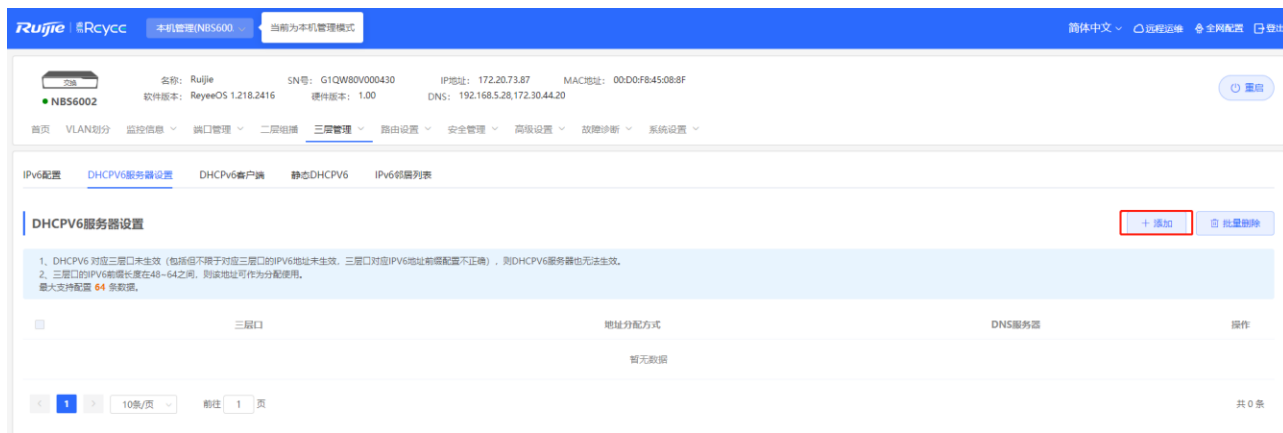 Ruijie Rcycc 本机管理(NBS600. 当前为本机管理模式 简体中文 远程运维 全网配置 登出
交换
NBS6002
名称: Ruijie SN号: G1QW80V000430 IP地址: 172.20.73.87 MAC地址: 00:D0:F8:45:08:8F
软件版本: ReyeeOS 1.218.2416 硬件版本: 1.00 DNS: 192.168.5.28,172.30.44.20
重启
首页 VLAN划分 监控信息 端口管理 二层组播 三层管理 路由设置 安全管理 高级设置 故障诊断 系统设置
IPv6配置 DHCPV6服务器设置 DHCPv6客户端 静态DHCPV6 IPv6邻居列表
DHCPV6服务器设置 + 添加 批量删除
1、DHCPV6 对应三层口未生效（包括但不限于对应三层口的IPV6地址未生效，三层口对应IPV6地址前缀配置不正确），则DHCPV6服务器也无法生效。
2、三层口的IPV6前缀长度在48~64之间，则该地址可作为分配使用。
最大支持配置 64 条数据。
三层口 地址分配方式 DNS服务器 操作
暂无数据
< 1 > 10条/页 前往 1 页 共 0 条